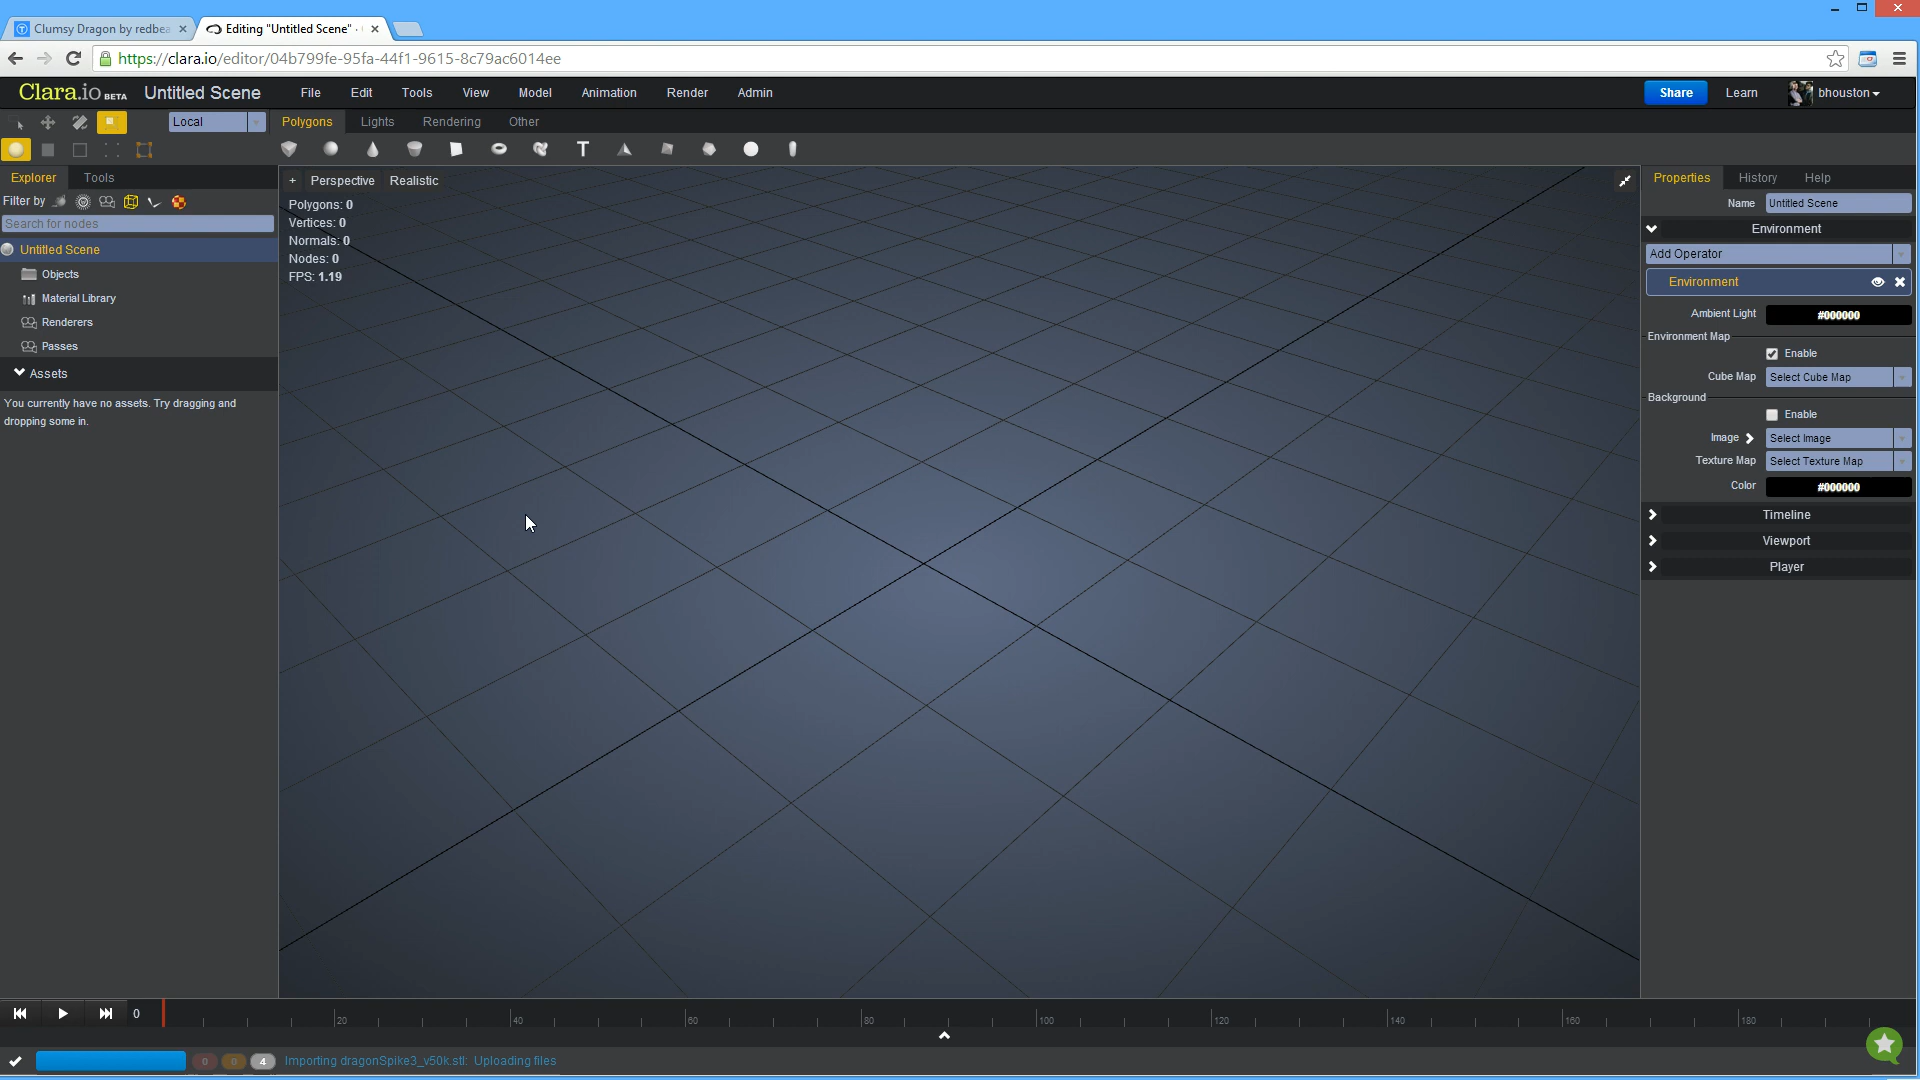 Clumsy Dragon by redbea
Editing "Untitled Scene" -
https://clara.io/editor/04b799fe-95fa-44f1-9615-8c79ac6014ee
Clara.io BETA Untitled Scene File Edit Tools View Model Animation Render Admin Share Learn bhouston
Local Polygons Lights Rendering Other
Explorer Tools
Filter by
Search for nodes
Untitled Scene
Objects
Material Library
Renderers
Passes
Assets
You currently have no assets. Try dragging and
dropping some in.
+ Perspective Realistic
Polygons: 0
Vertices: 0
Normals: 0
Nodes: 0
FPS: 1.19
Properties History Help
Name Untitled Scene
Environment
Add Operator
Environment
Ambient Light #000000
Environment Map
Enable
Cube Map Select Cube Map
Background
Enable
Image Select Image
Texture Map Select Texture Map
Color #000000
Timeline
Viewport
Player
0 20 40 60 80 100 120 140 160 180
0 0 4 Importing dragonSpike3_v50k.stl: Uploading files